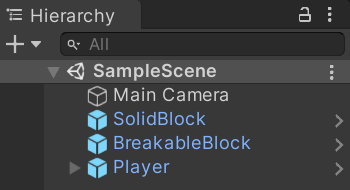 Hierarchy
All
SampleScene
Main Camera
SolidBlock
BreakableBlock
Player